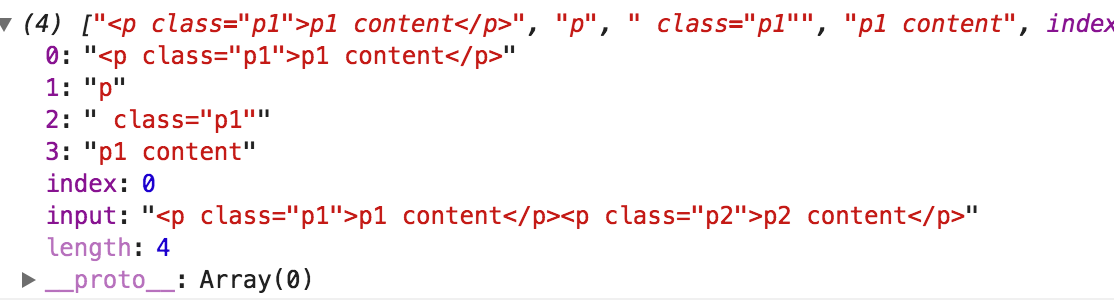 ▼ (4) ["<p class="p1">p1 content</p>", "p", " class="p1"", "p1 content", index
0: "<p class="p1">p1 content</p>"
1: "p"
2: " class="p1""
3: "p1 content"
index: 0
input: "<p class="p1">p1 content</p><p class="p2">p2 content</p>"
length: 4
▶ __proto__: Array(0)